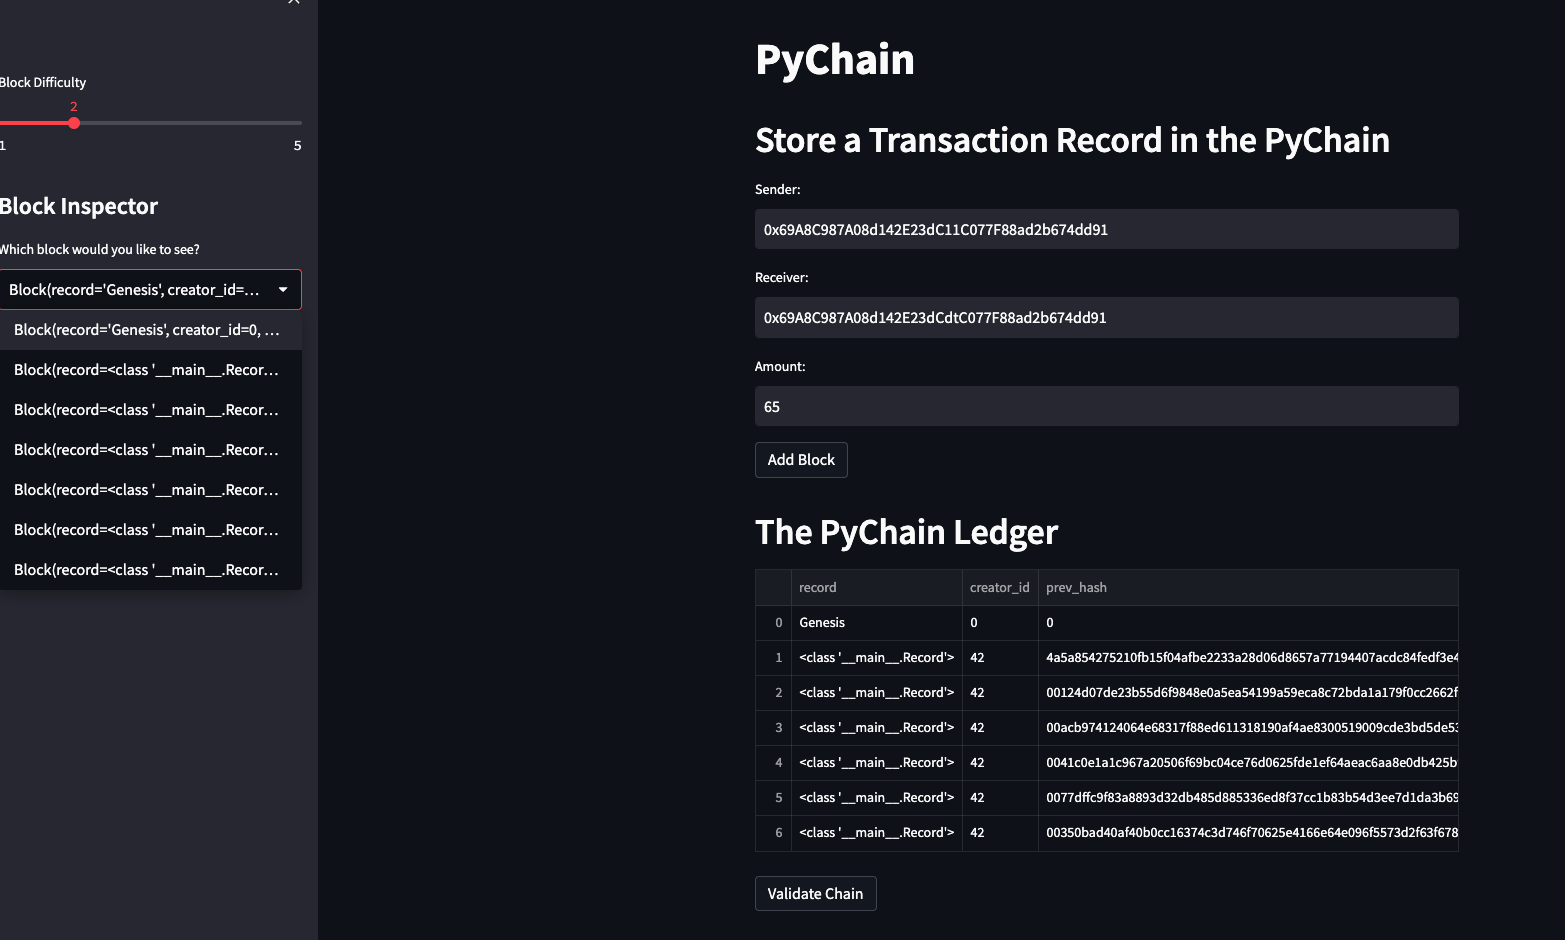 Block Difficulty
2
1 5
Block Inspector
Which block would you like to see?
Block(record='Genesis', creator_id=...
Block(record='Genesis', creator_id=0, ...
Block(record=<class '__main__.Recor...
Block(record=<class '__main__.Recor...
Block(record=<class '__main__.Recor...
Block(record=<class '__main__.Recor...
Block(record=<class '__main__.Recor...
Block(record=<class '__main__.Recor...
PyChain
Store a Transaction Record in the PyChain
Sender:
0x69A8C987A08d142E23dC11C077F88ad2b674dd91
Receiver:
0x69A8C987A08d142E23dCdtC077F88ad2b674dd91
Amount:
65
Add Block
The PyChain Ledger
record creator_id prev_hash
0 Genesis 0 0
1 <class '__main__.Record'> 42 4a5a854275210fb15f04afbe2233a28d06d8657a77194407acdc84fedf3e4
2 <class '__main__.Record'> 42 00124d07de23b55d6f9848e0a5ea54199a59eca8c72bda1a179f0cc2662f
3 <class '__main__.Record'> 42 00acb974124064e68317f88ed611318190af4ae8300519009cde3bd5de53
4 <class '__main__.Record'> 42 0041c0e1a1c967a20506f69bc04ce76d0625fde1ef64aeac6aa8e0db425b
5 <class '__main__.Record'> 42 0077dffc9f83a8893d32db485d885336ed8f37cc1b83b54d3ee7d1da3b69
6 <class '__main__.Record'> 42 00350bad40af40b0cc16374c3d746f70625e4166e64e096f5573d2f63f678
Validate Chain